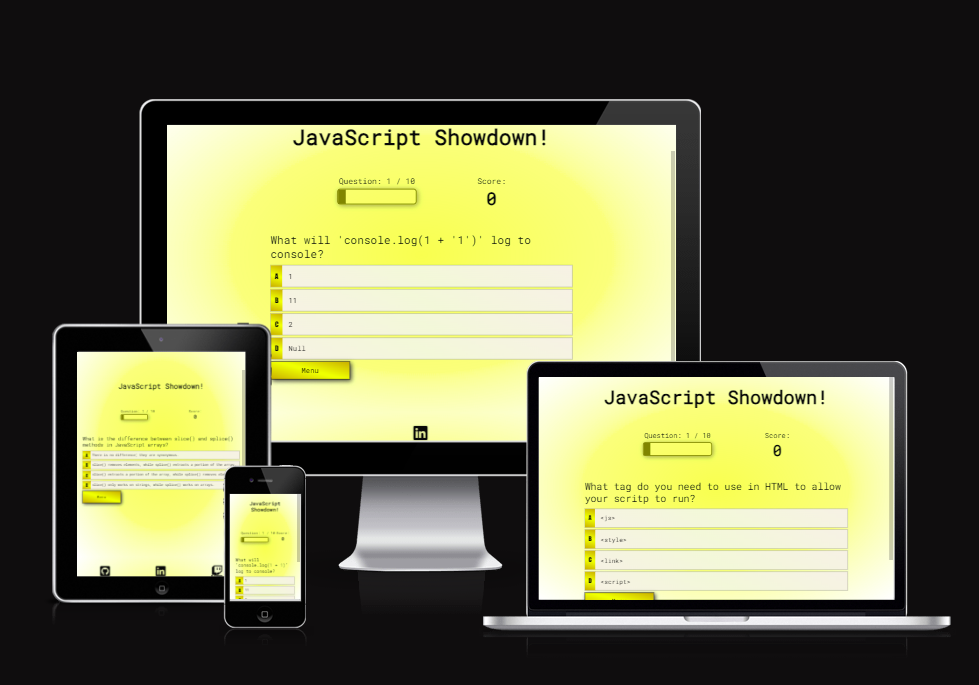 JavaScript Showdown!
Question: 1 / 10
Score:
0
What will 'console.log(1 + '1')' log to
console?
A 1
B 11
C 2
D Null
Menu
in
JavaScript Showdown!
Question: 1 / 10
Score:
0
What is the difference between slice() and splice()
methods in JavaScript arrays?
A There is no difference; they are synonymous.
B slice() removes elements, while splice() extracts a portion of the array.
C slice() extracts a portion of the array, while splice() removes
D slice() only works on strings, while splice() works on arrays.
Menu
in
JavaScript
Showdown!
Question: 1 / 10
Score:
0
What will
'console.log(1 + '1')'
log to console?
A
B
JavaScript Showdown!
Question: 1 / 10
Score:
0
What tag do you need to use in HTML to allow
your scritp to run?
A <js>
B <style>
C <link>
D <script>